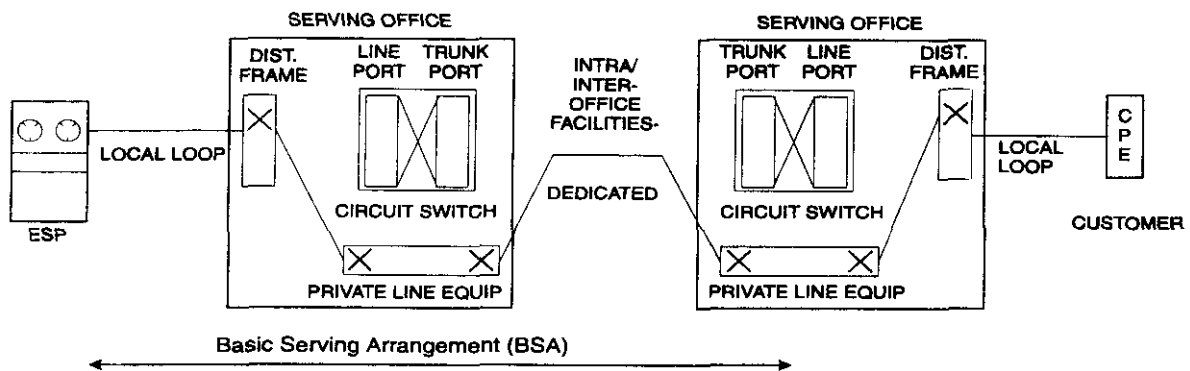 SERVING OFFICE
SERVING OFFICE
DIST.
FRAME
LINE
PORT
TRUNK
PORT
INTRA/
INTER-
OFFICE
FACILITIES-
TRUNK
PORT
LINE
PORT
DIST.
FRAME
C
P
E
LOCAL LOOP
LOCAL
LOOP
DEDICATED
CIRCUIT SWITCH
CIRCUIT SWITCH
CUSTOMER
ESP
PRIVATE LINE EQUIP
PRIVATE LINE EQUIP
Basic Serving Arrangement (BSA)